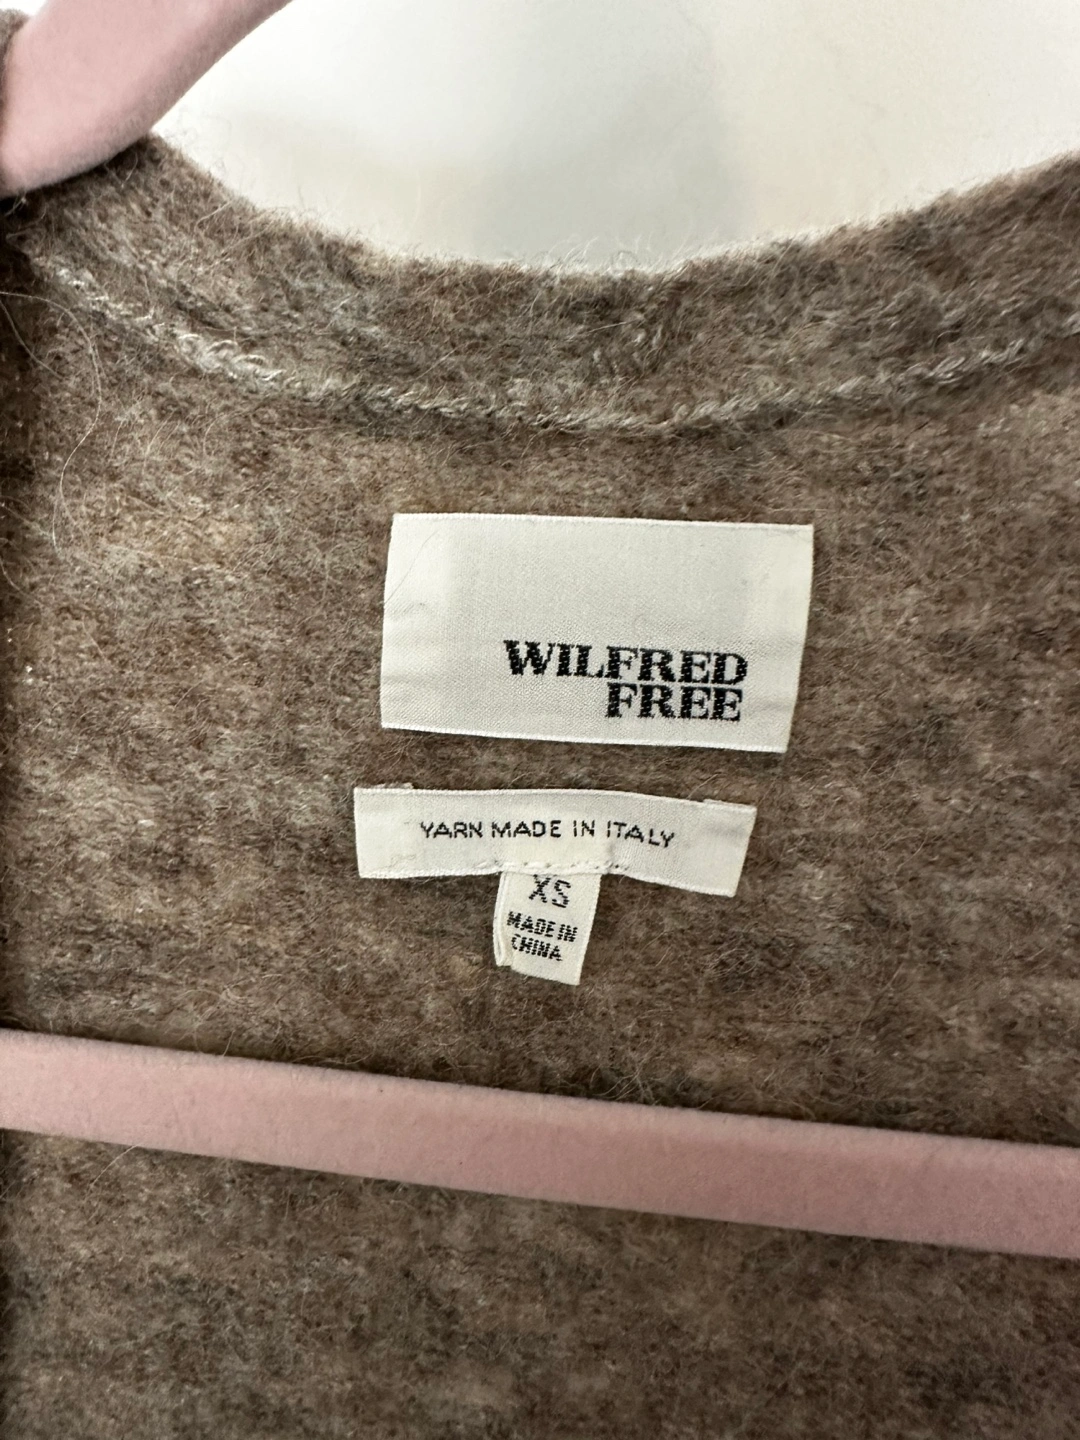 WILFRED
FREE
YARN MADE IN ITALY
XS
MADE IN
CHINA